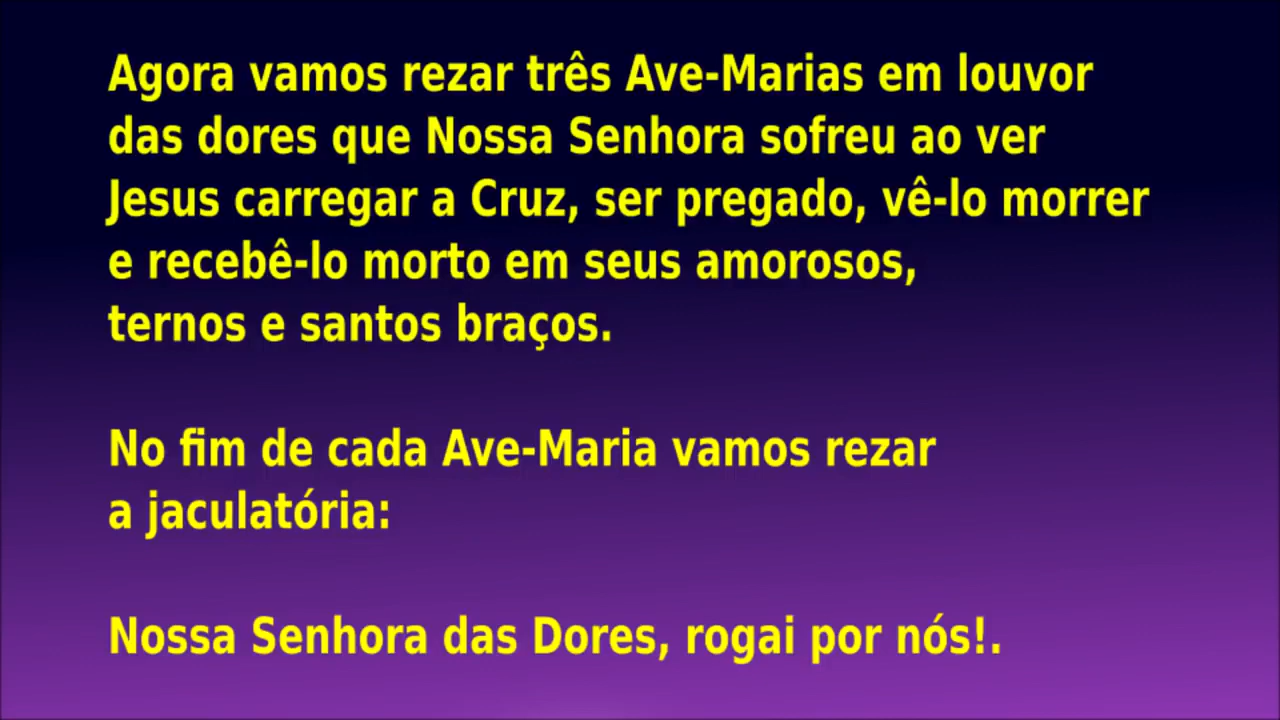 Agora vamos rezar três Ave-Marias em louvor
das dores que Nossa Senhora sofreu ao ver
Jesus carregar a Cruz, ser pregado, vê-lo morrer
e recebê-lo morto em seus amorosos,
ternos e santos braços.
No fim de cada Ave-Maria vamos rezar
a jaculatória:
Nossa Senhora das Dores, rogai por nós!.